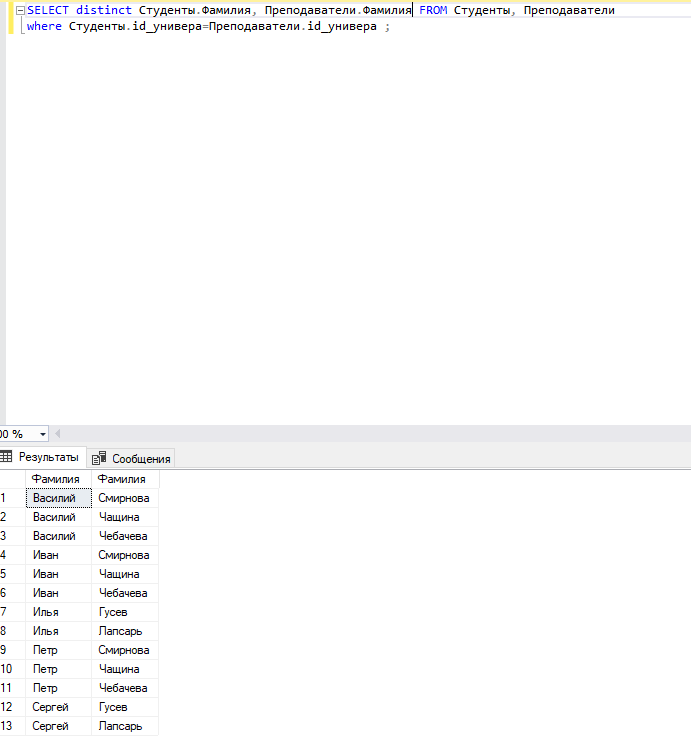 SELECT distinct Студенты.Фамилия, Преподаватели.Фамилия FROM Студенты, Преподаватели
where Студенты.id_универа=Преподаватели.id_универа ;
00 %
Результаты Сообщения
Фамилия Фамилия
1 Василий Смирнова
2 Василий Чащина
3 Василий Чебачева
4 Иван Смирнова
5 Иван Чащина
6 Иван Чебачева
7 Илья Гусев
8 Илья Лапсарь
9 Петр Смирнова
10 Петр Чащина
11 Петр Чебачева
12 Сергей Гусев
13 Сергей Лапсарь